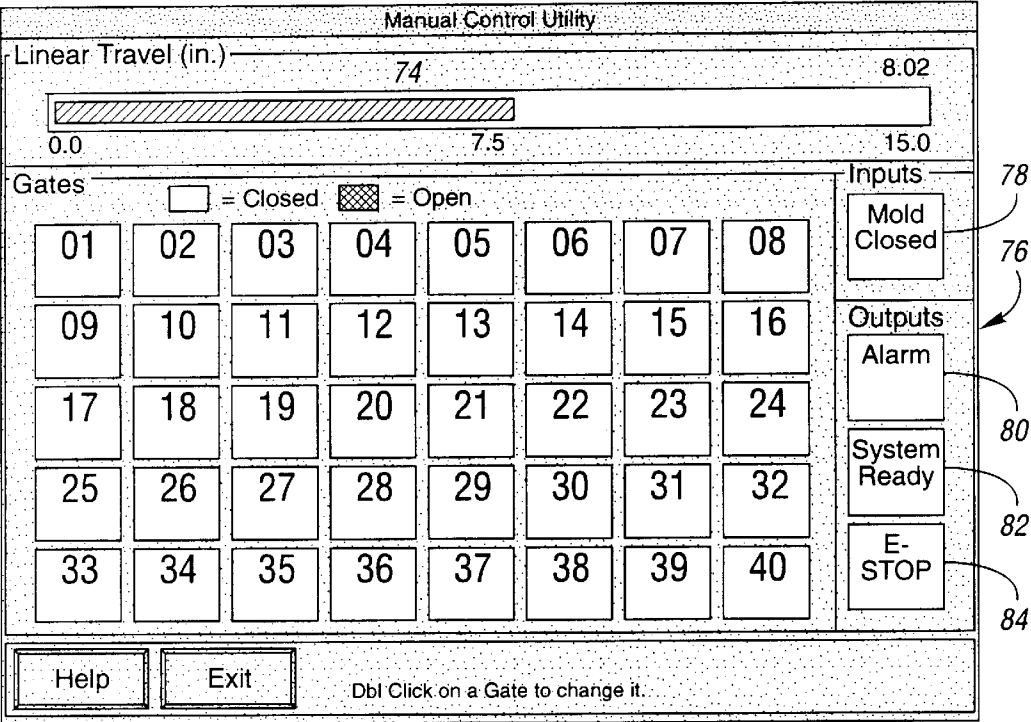 Manual Control Utility
Linear Travel (in.)
74
8.02
0.0 7.5 15.0
Gates
= Closed = Open
01 02 03 04 05 06 07 08
09 10 11 12 13 14 15 16
17 18 19 20 21 22 23 24
25 26 27 28 29 30 31 32
33 34 35 36 37 38 39 40
Inputs
Mold
Closed
78
76
Outputs
Alarm
80
System
Ready
82
E-
STOP
84
Help Exit Dbl Click on a Gate to change it.